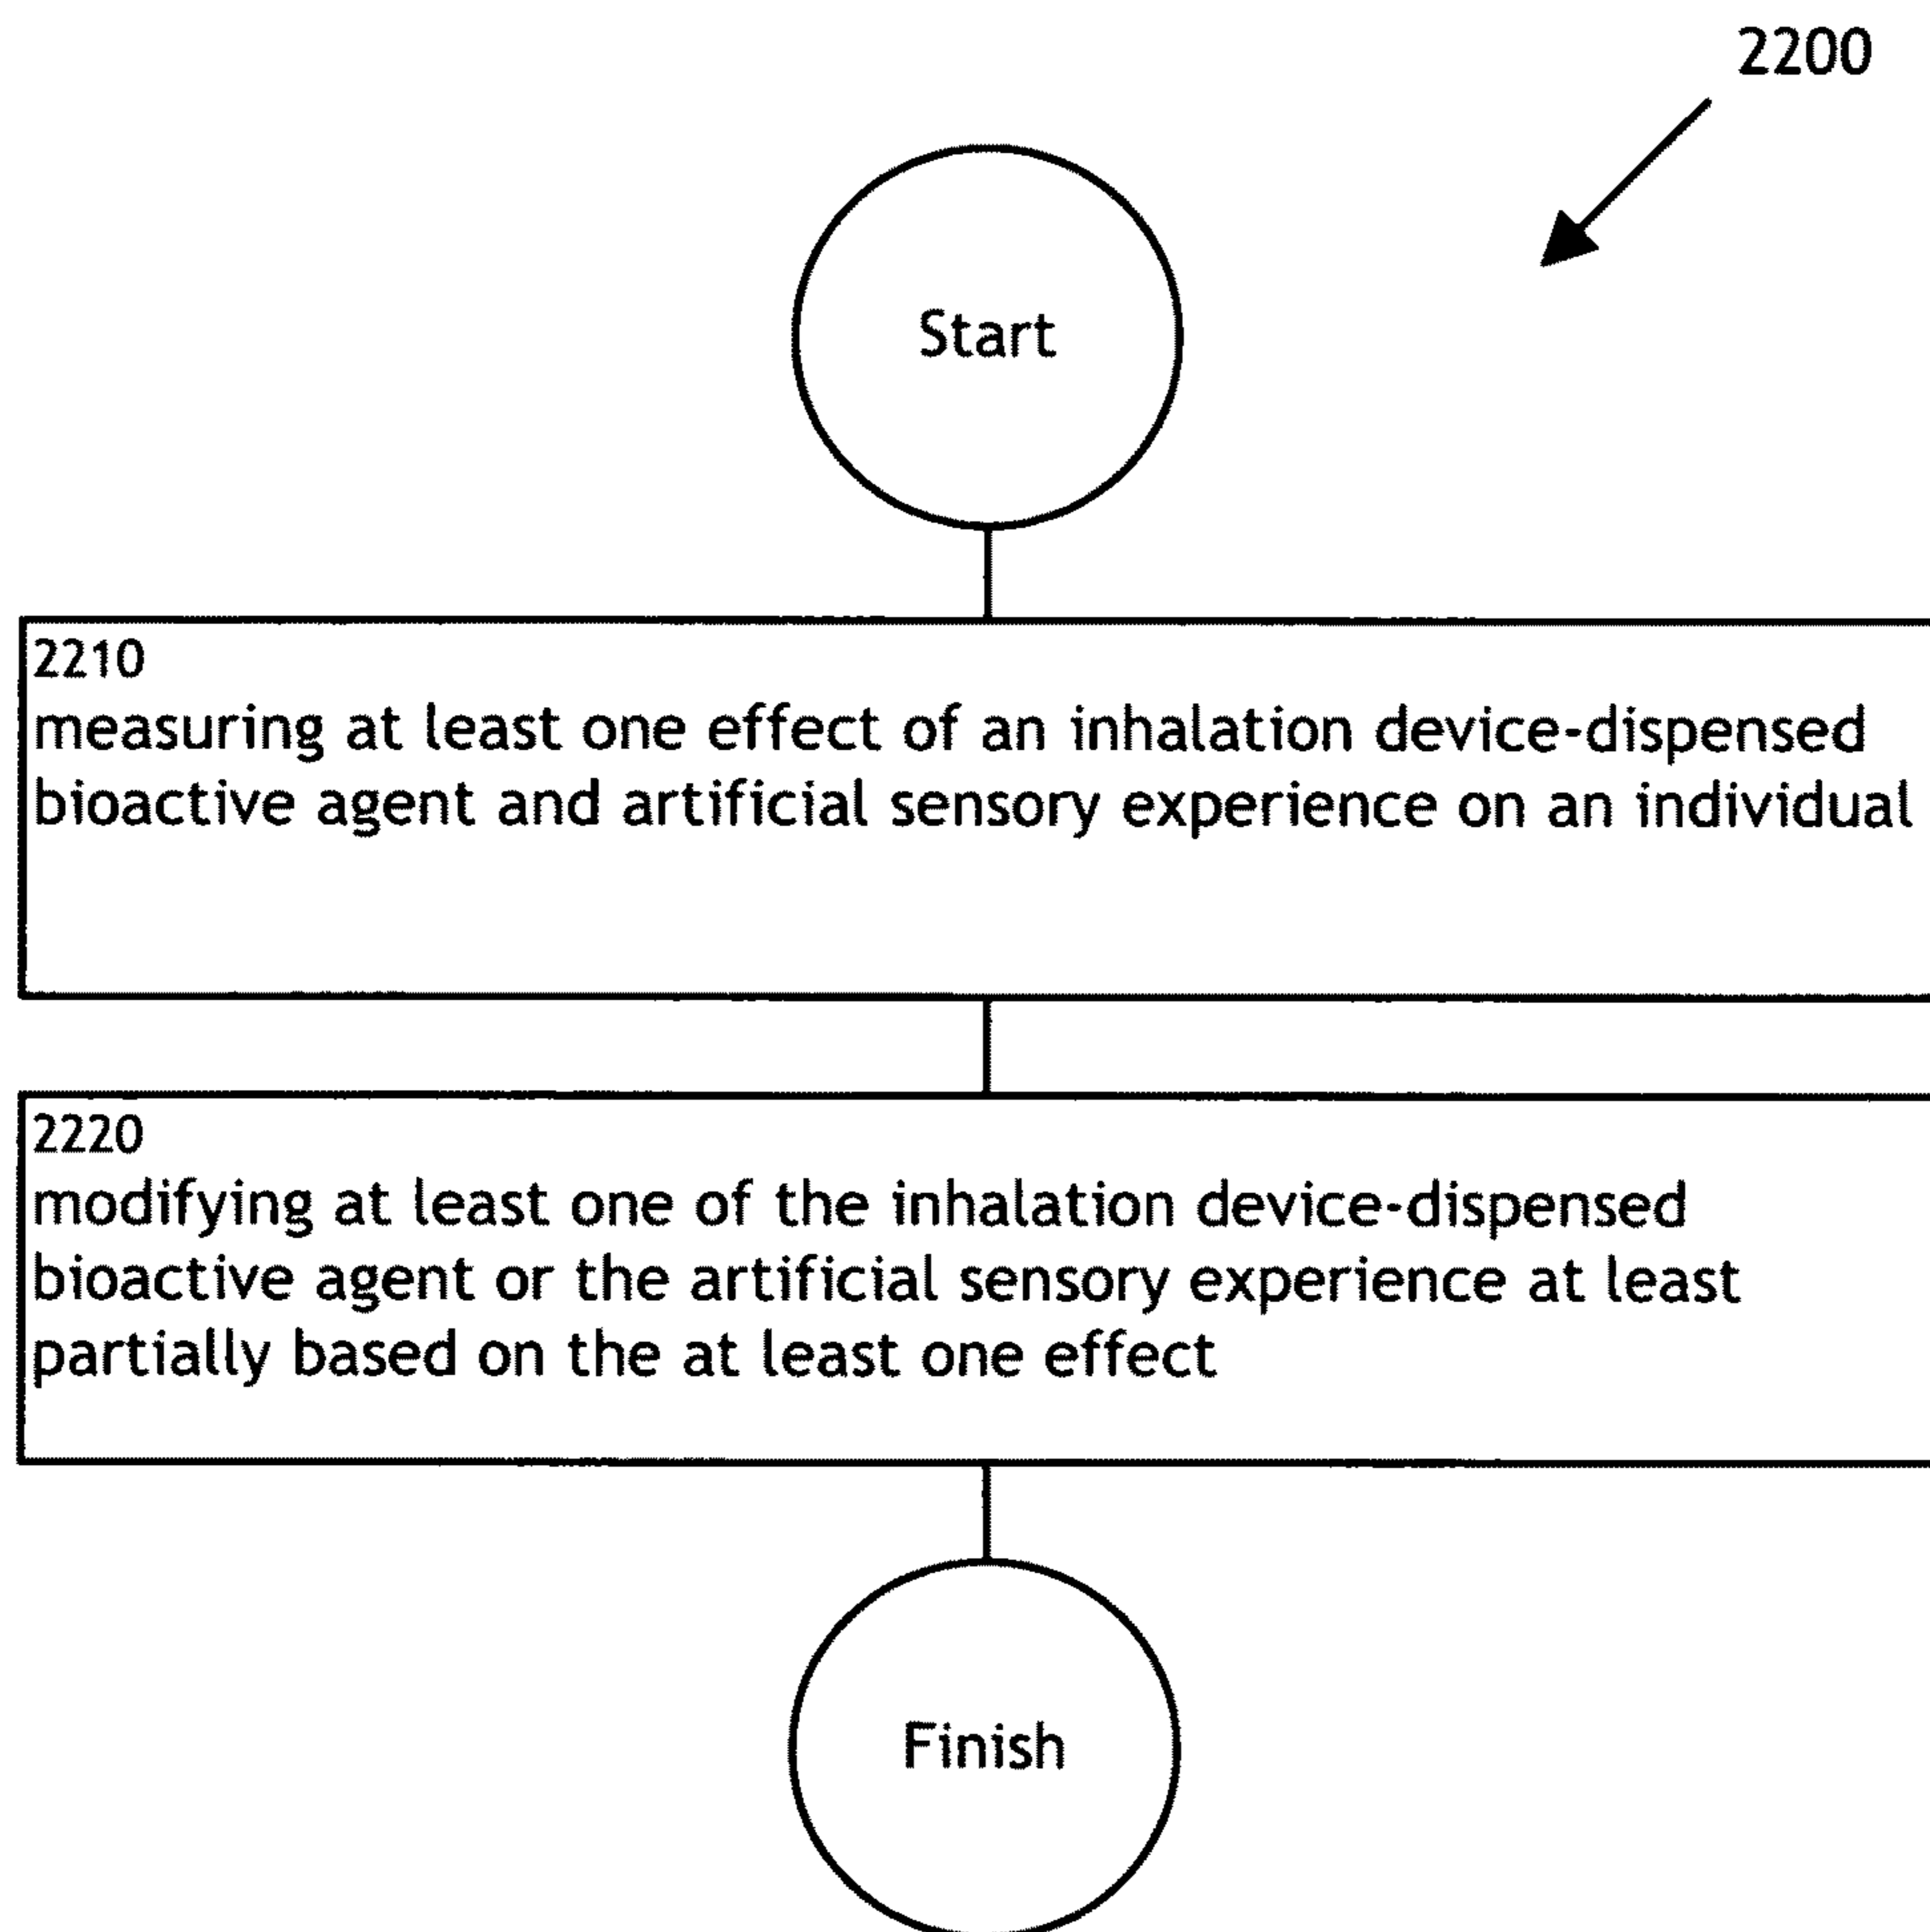 2200
Start
2210
measuring at least one effect of an inhalation device-dispensed
bioactive agent and artificial sensory experience on an individual
2220
modifying at least one of the inhalation device-dispensed
bioactive agent or the artificial sensory experience at least
partially based on the at least one effect
Finish